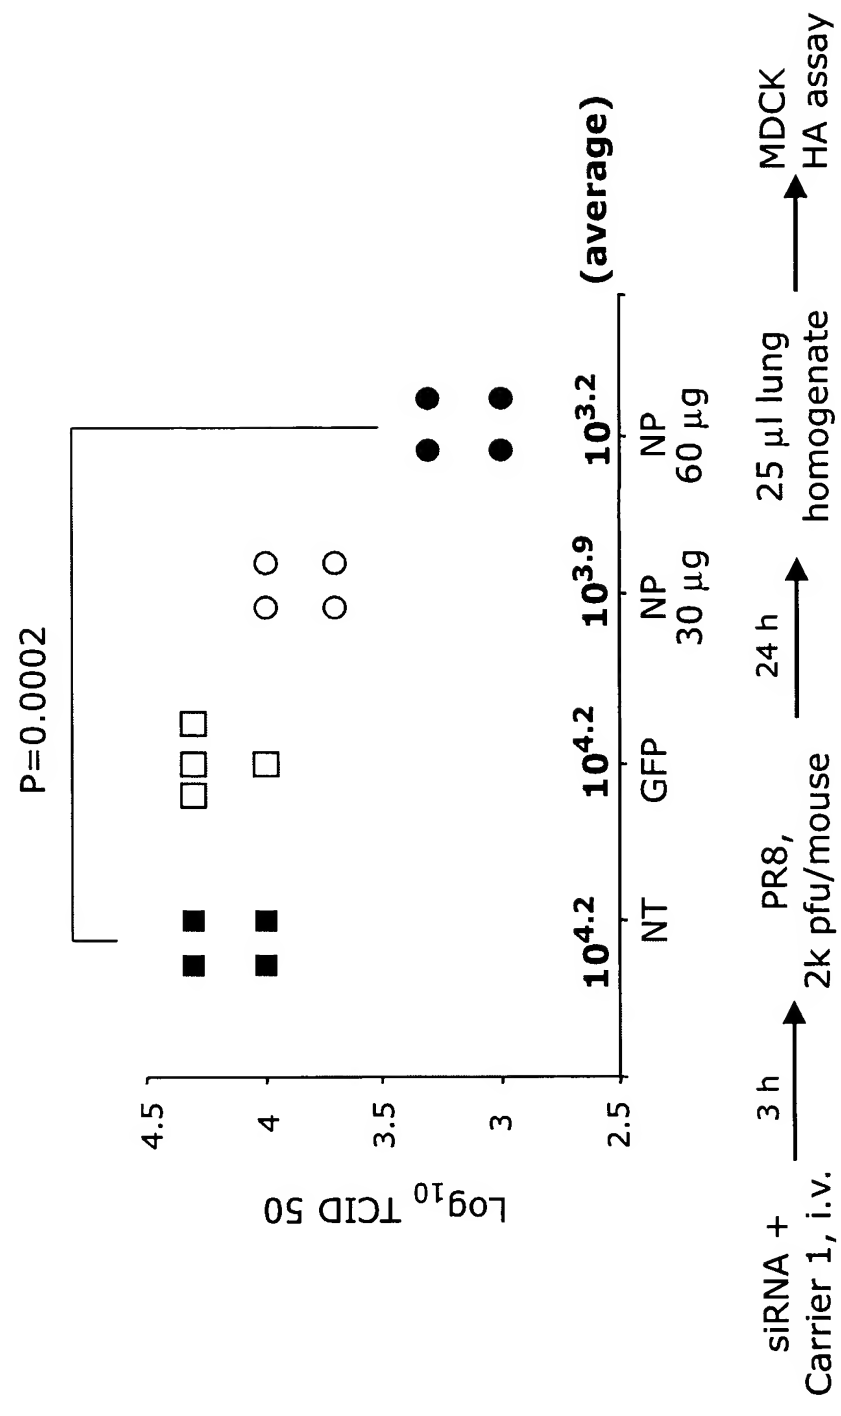 P=0.0002
4.5
4
3.5
3
2.5
Log10 TCID 50
10^4.2 10^4.2 10^3.9 10^3.2 (average)
NT GFP NP NP
30 µg 60 µg
siRNA +
Carrier 1, i.v.
3 h
PR8,
2k pfu/mouse
24 h
25 µl lung
homogenate
MDCK
HA assay